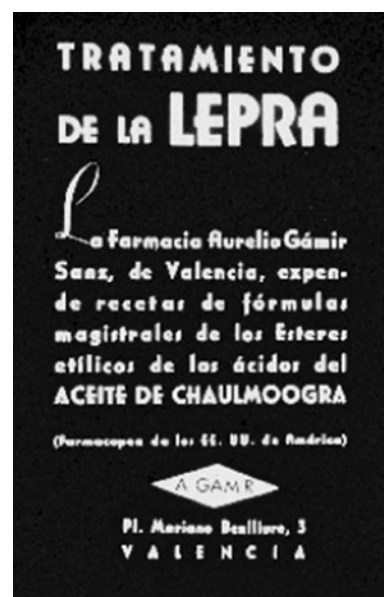 TRATAMIENTO
DE LA LEPRA
La Farmacia Aurelio Gámir
Sanz, de Valencia, expen-
de recetas de fórmulas
magistrales de los Esteres
etílicos de los ácidos del
ACEITE DE CHAULMOOGRA
(Farmacopea de los EE. UU. de América)
A GAMIR
Pl. Mariano Benlliure, 3
VALENCIA